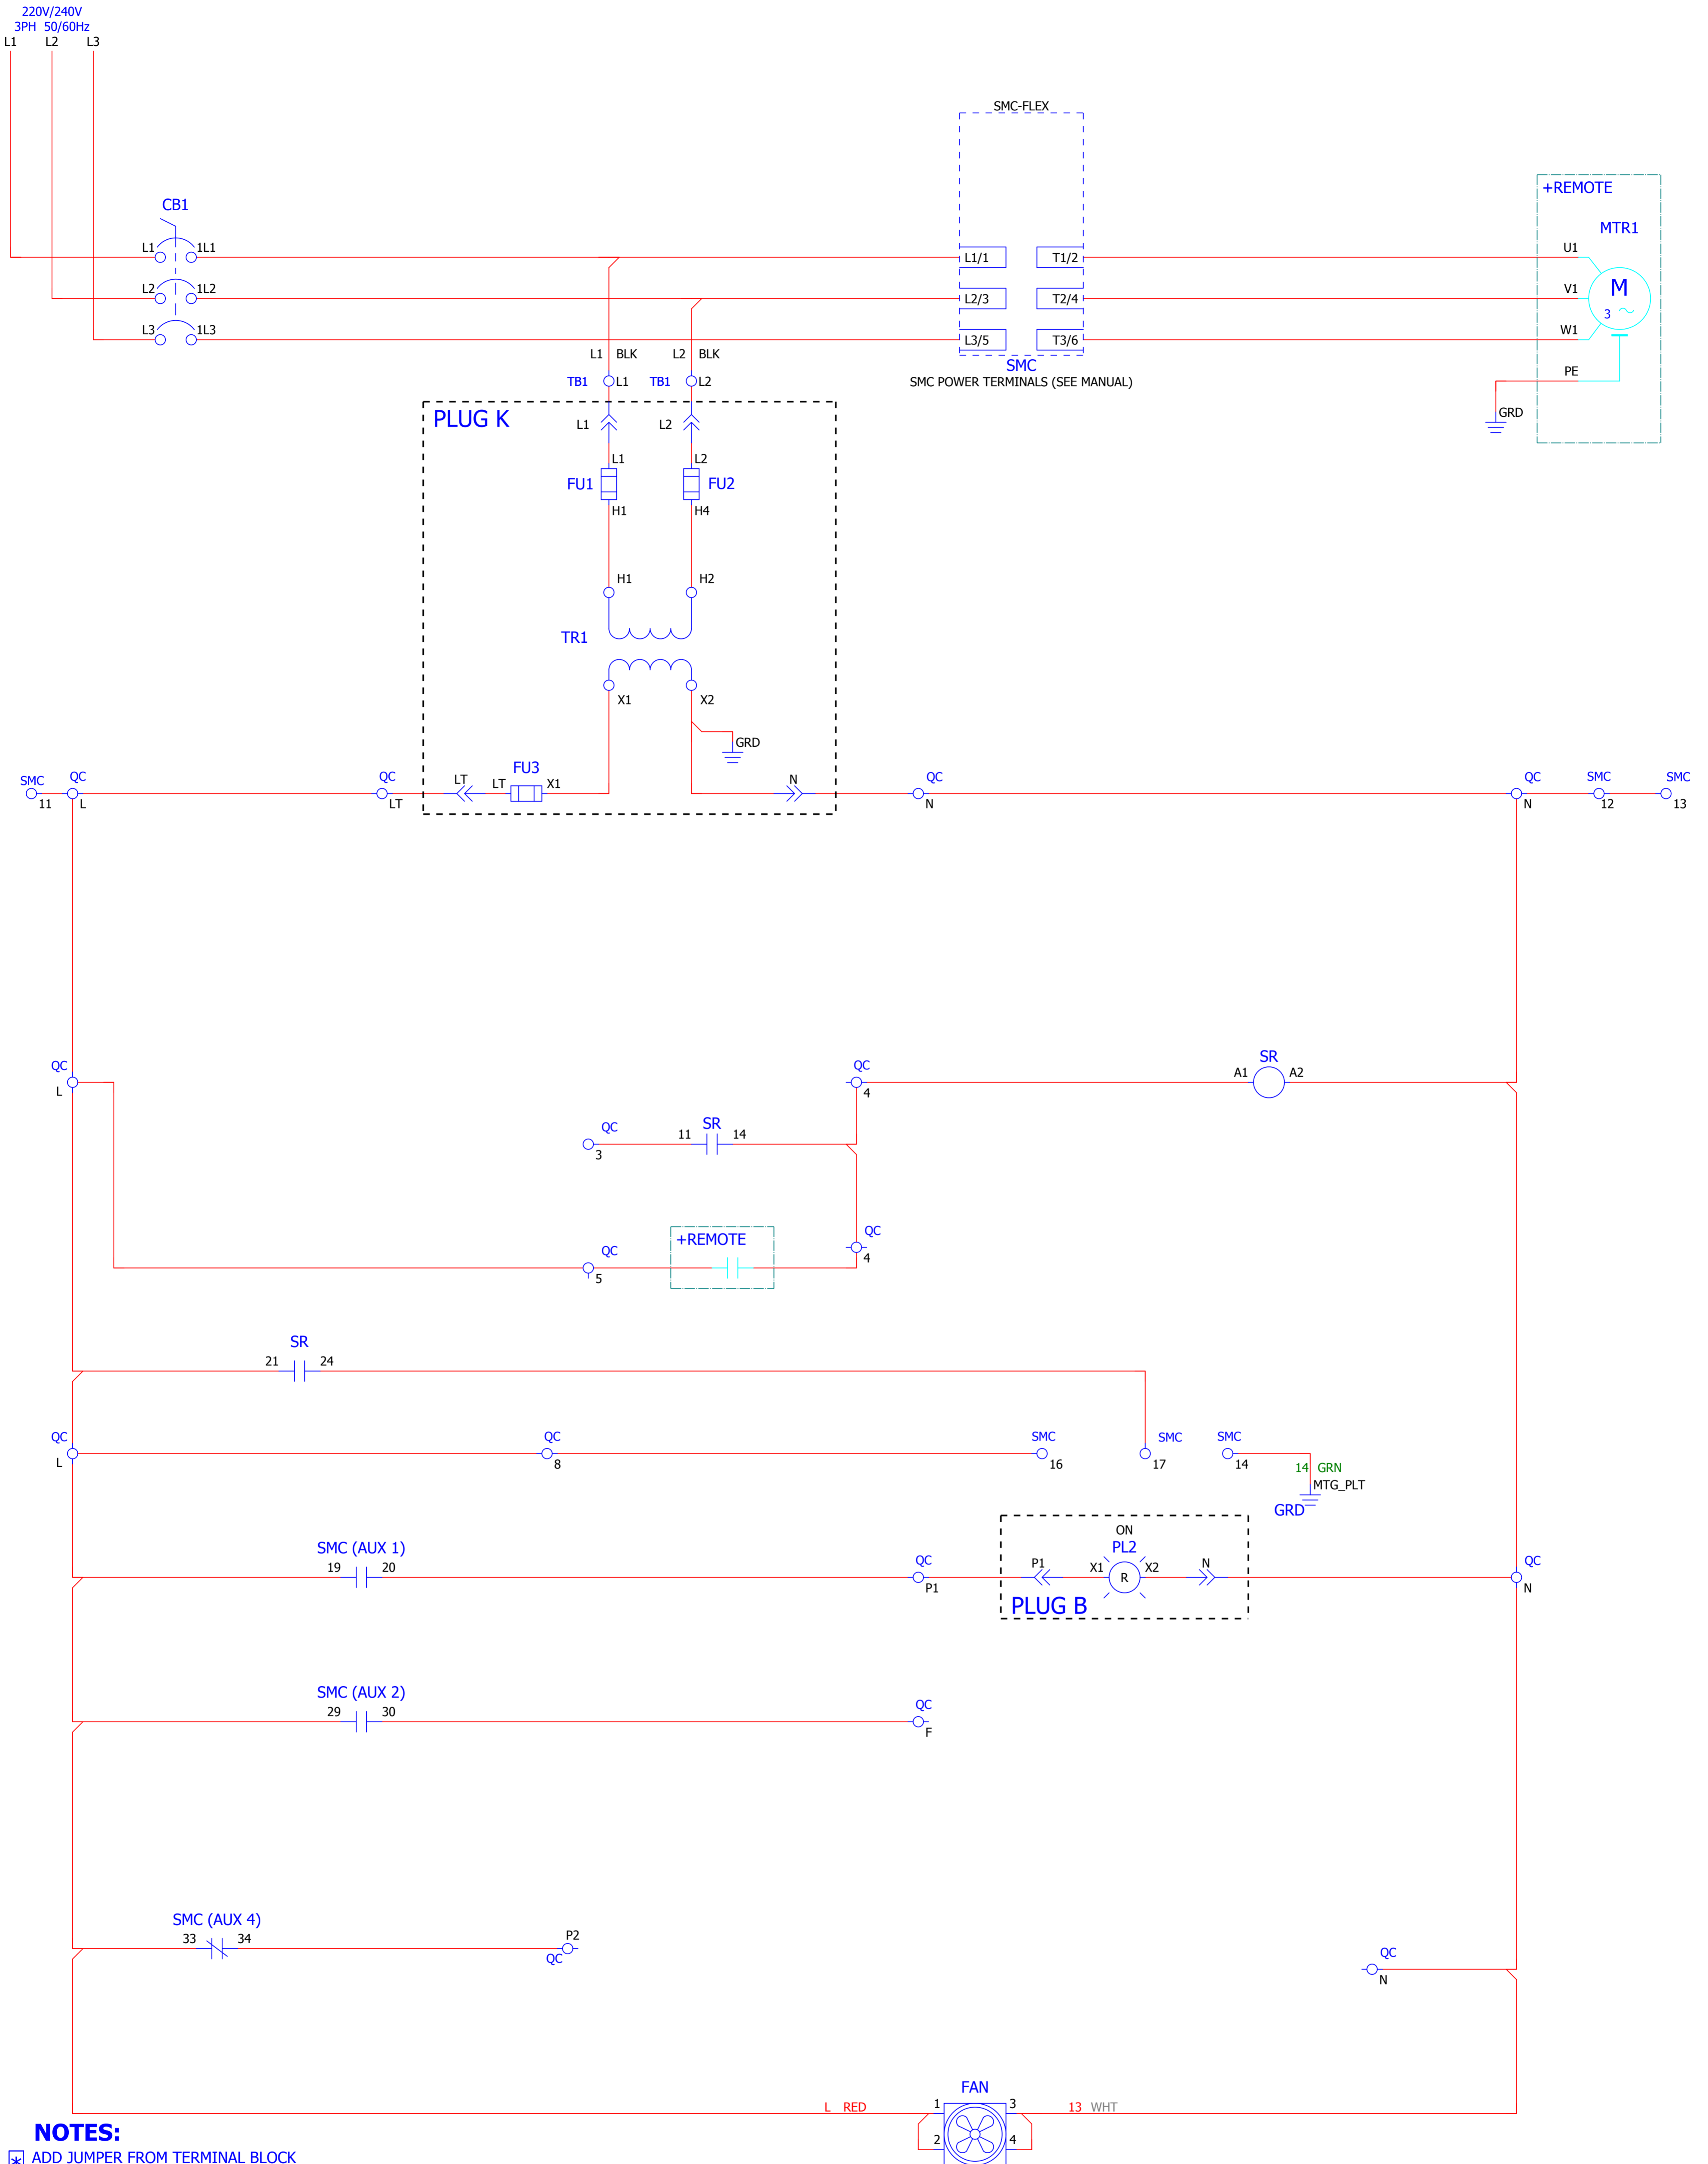 220V/240V
3PH 50/60Hz
L1 L2 L3
SMC-FLEX
+REMOTE
CB1
MTR1
L1 1L1
L1/1 T1/2
U1
M
3
L2 1L2
L2/3 T2/4
V1
L3 1L3
L3/5 T3/6
W1
L1 BLK L2 BLK
SMC
PE
TB1 L1 TB1 L2
SMC POWER TERMINALS (SEE MANUAL)
PLUG K
L1 L2
GRD
L1 L2
FU1 FU2
H1 H4
H1 H2
TR1
X1 X2
GRD
SMC QC QC LT LT FU3 X1 N QC QC SMC SMC
11 L LT N N 12 13
QC QC SR
L 4 A1 A2
QC 11 SR 14
3
+REMOTE QC
QC 4
5
SR
21 24
QC QC SMC SMC SMC
L 8 16 17 14
14 GRN
MTG_PLT
GRD
ON
SMC (AUX 1) PL2
19 20 QC P1 X1 R X2 N QC
P1 N
PLUG B
SMC (AUX 2)
29 30 QC
F
SMC (AUX 4)
33 34 P2
QC QC
N
FAN
L RED 1 3 13 WHT
2 4
NOTES:
* ADD JUMPER FROM TERMINAL BLOCK